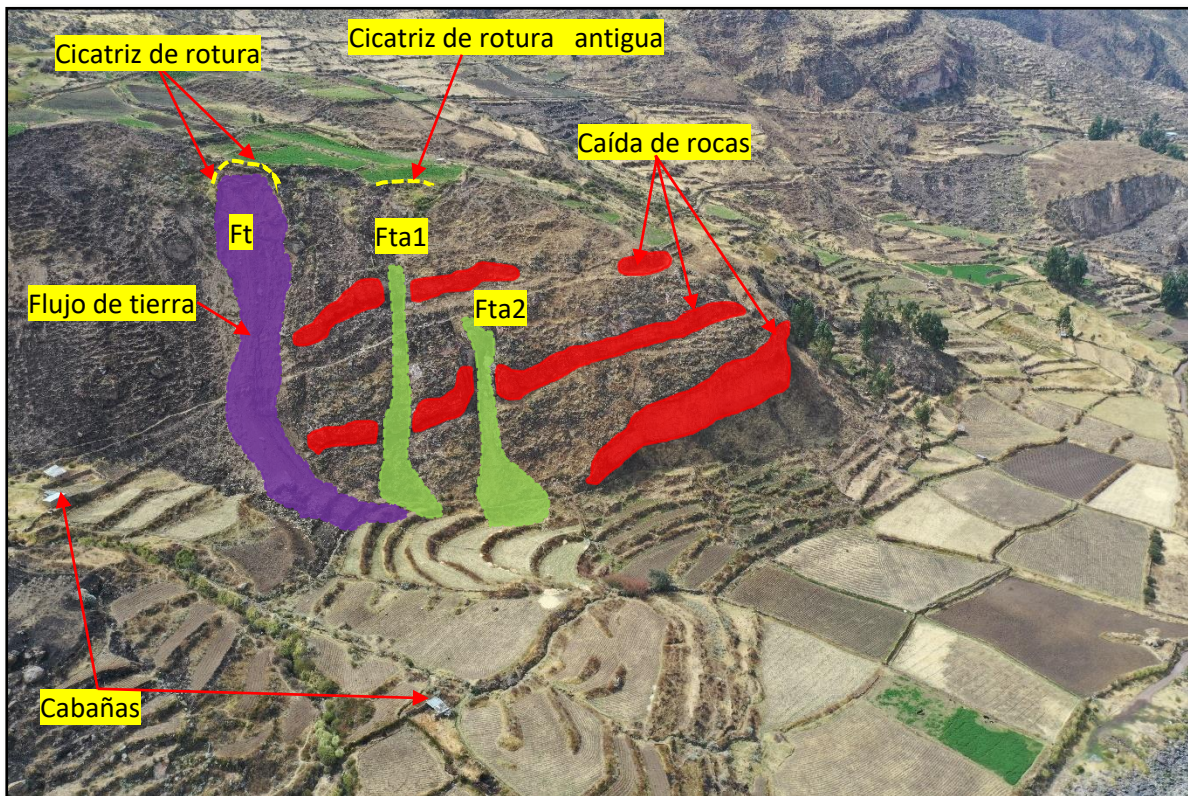 Cicatriz de rotura
Cicatriz de rotura antigua
Caída de rocas
Ft
Fta1
Flujo de tierra
Fta2
Cabañas